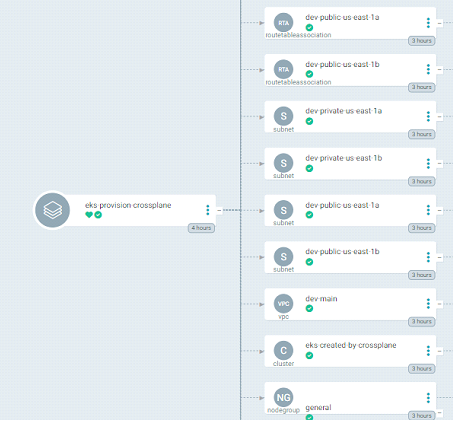 eks-provision-crossplane
4 hours
RTA
dev-public-us-east-1a
routetableassociation
3 hours
RTA
dev-public-us-east-1b
routetableassociation
3 hours
S
dev-private-us-east-1a
subnet
3 hours
S
dev-private-us-east-1b
subnet
3 hours
S
dev-public-us-east-1a
subnet
3 hours
S
dev-public-us-east-1b
subnet
3 hours
VPC
dev-main
vpc
3 hours
C
eks-created-by-crossplane
cluster
3 hours
NG
general
nodegroup
3 hours